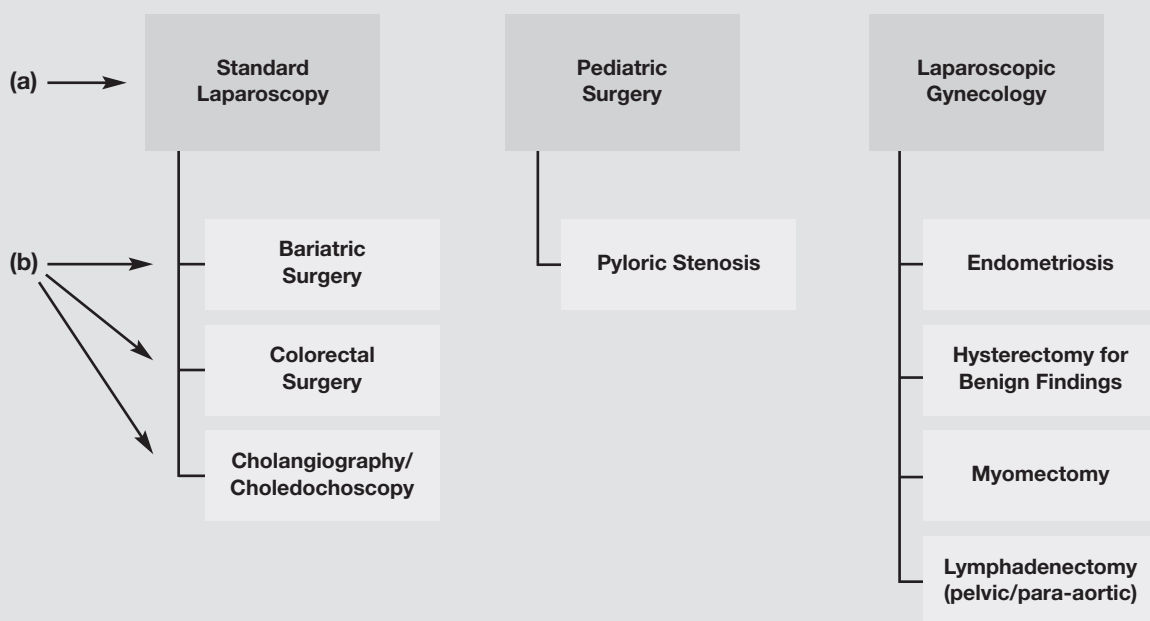 (a)
Standard
Laparoscopy
Pediatric
Surgery
Laparoscopic
Gynecology
(b)
Bariatric
Surgery
Pyloric Stenosis
Endometriosis
Colorectal
Surgery
Hysterectomy for
Benign Findings
Cholangiography/
Choledochoscopy
Myomectomy
Lymphadenectomy
(pelvic/para-aortic)